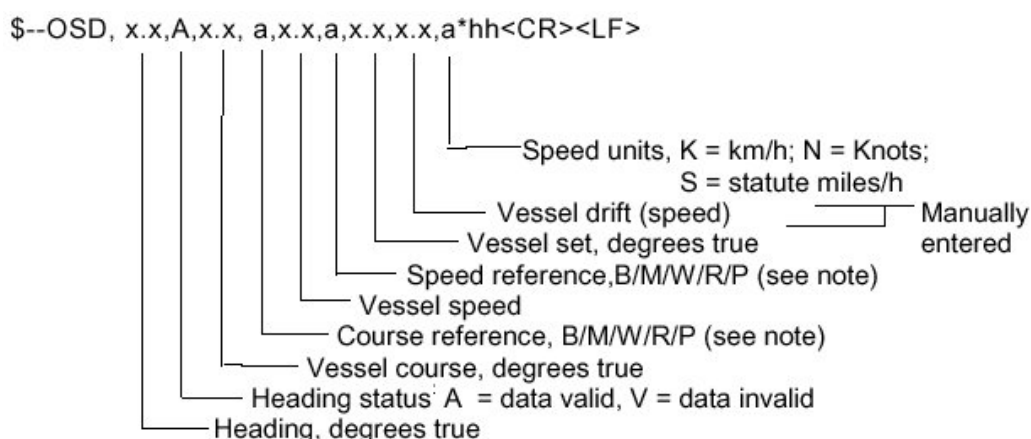 $--OSD, x.x,A,x.x, a,x.x,a,x.x,x.x,a*hh<CR><LF>
Speed units, K = km/h; N = Knots;
S = statute miles/h
Vessel drift (speed)
Manually
Vessel set, degrees true
entered
Speed reference,B/M/W/R/P (see note)
Vessel speed
Course reference, B/M/W/R/P (see note)
Vessel course, degrees true
Heading status A = data valid, V = data invalid
Heading, degrees true